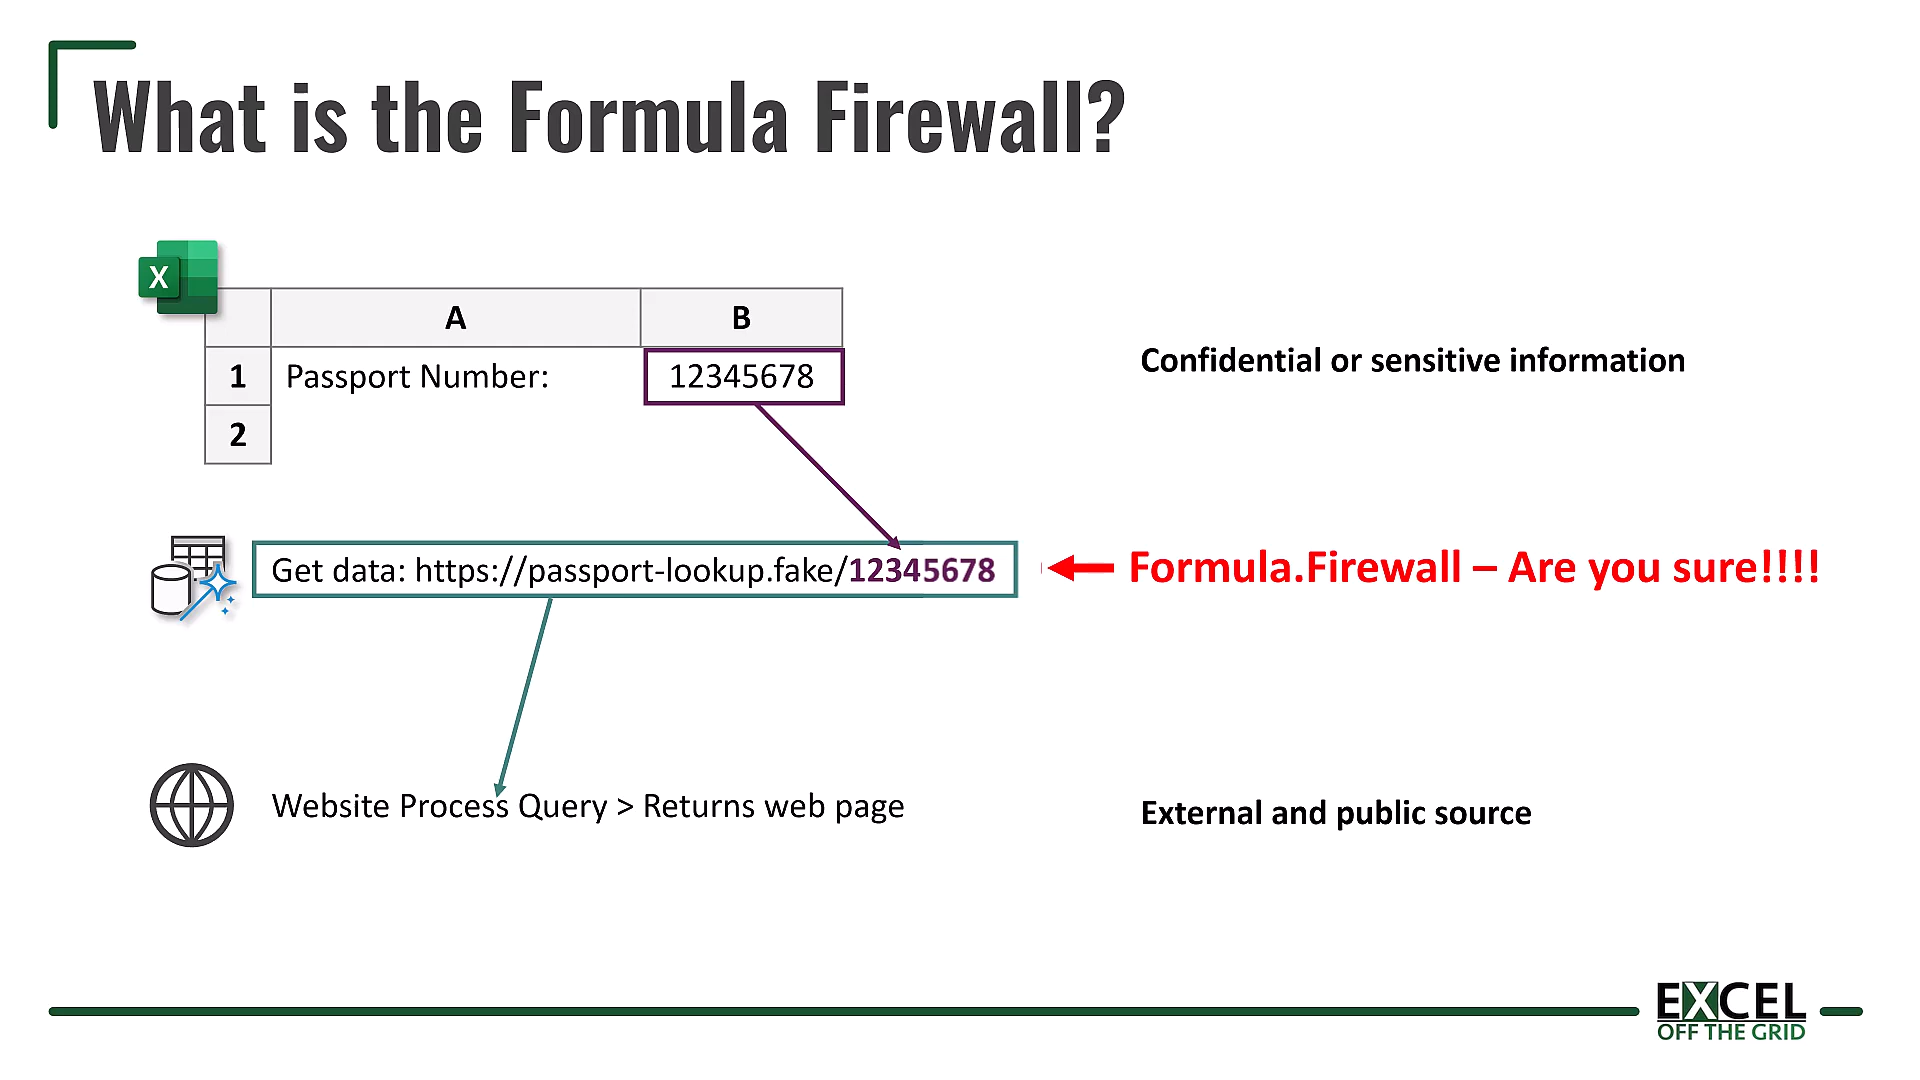 What is the Formula Firewall?
X
A B
1 Passport Number: 12345678
Confidential or sensitive information
2
Get data: https://passport-lookup.fake/12345678
Formula.Firewall – Are you sure!!!!
Website Process Query > Returns web page
External and public source
EXCEL
OFF THE GRID